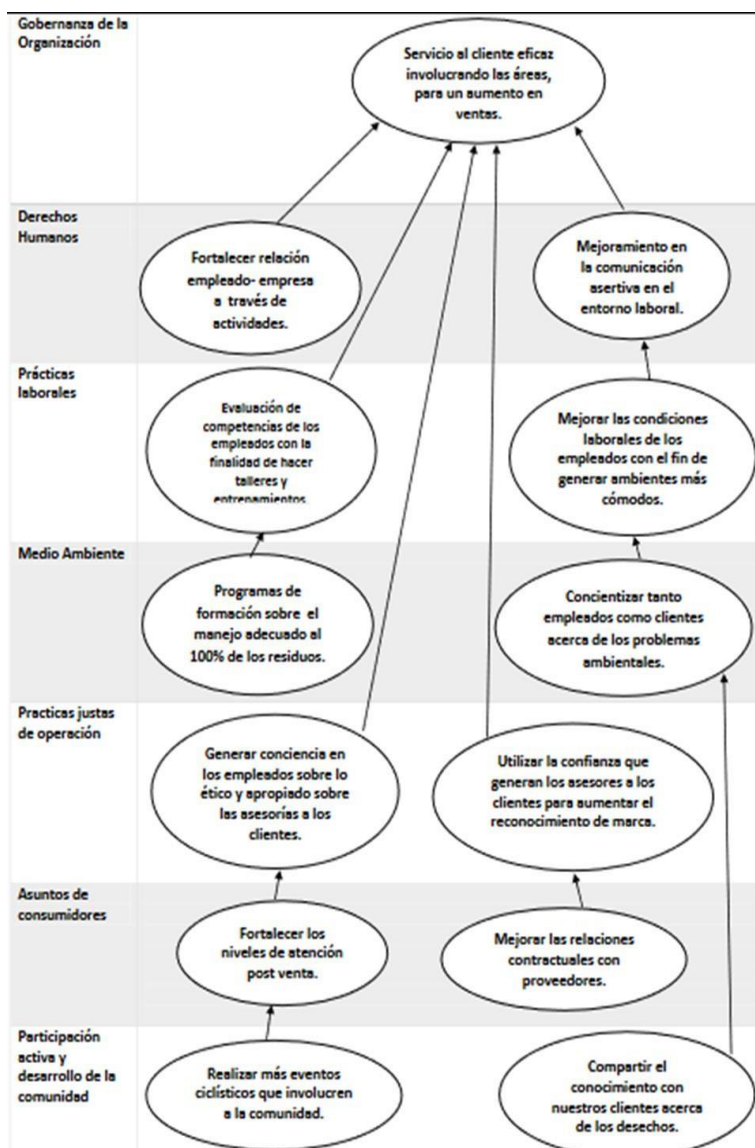 Gobernanza de la
Organización
Servicio al cliente eficaz
involucrando las áreas,
para un aumento en
ventas.
Derechos
Humanos
Fortalecer relación
empleado- empresa
a través de
actividades.
Mejoramiento en
la comunicación
asertiva en el
entorno laboral.
Prácticas
laborales
Evaluación de
competencias de los
empleados con la
finalidad de hacer
talleres y
entrenamientos
Mejorar las condiciones
laborales de los
empleados con el fin de
generar ambientes más
cómodos.
Medio Ambiente
Programas de
formación sobre el
manejo adecuado al
100% de los residuos.
Concientizar tanto
empleados como clientes
acerca de los problemas
ambientales.
Practicas justas
de operación
Generar conciencia en
los empleados sobre lo
ético y apropiado sobre
las asesorías a los
clientes.
Utilizar la confianza que
generan los asesores a los
clientes para aumentar el
reconocimiento de marca.
Asuntos de
consumidores
Fortalecer los
niveles de atención
post venta.
Mejorar las relaciones
contractuales con
proveedores.
Participación
activa y
desarrollo de la
comunidad
Realizar más eventos
ciclísticos que involucren
a la comunidad.
Compartir el
conocimiento con
nuestros clientes acerca
de los desechos.